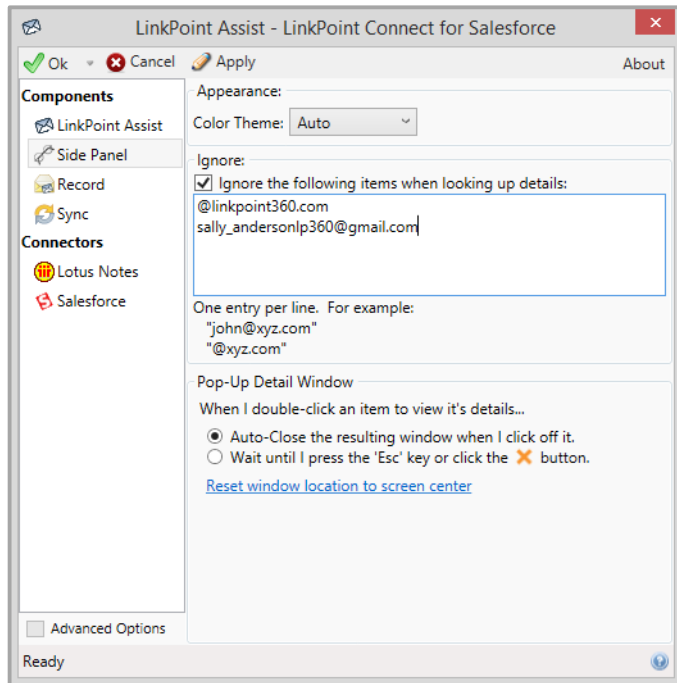 LinkPoint Assist - LinkPoint Connect for Salesforce
Ok Cancel Apply About
Components
LinkPoint Assist
Side Panel
Record
Sync
Connectors
Lotus Notes
Salesforce
Advanced Options
Appearance:
Color Theme: Auto
Ignore:
Ignore the following items when looking up details:
@linkpoint360.com
sally_andersonlp360@gmail.com
One entry per line. For example:
"john@xyz.com"
"@xyz.com"
Pop-Up Detail Window
When I double-click an item to view it's details...
Auto-Close the resulting window when I click off it.
Wait until I press the 'Esc' key or click the button.
Reset window location to screen center
Ready